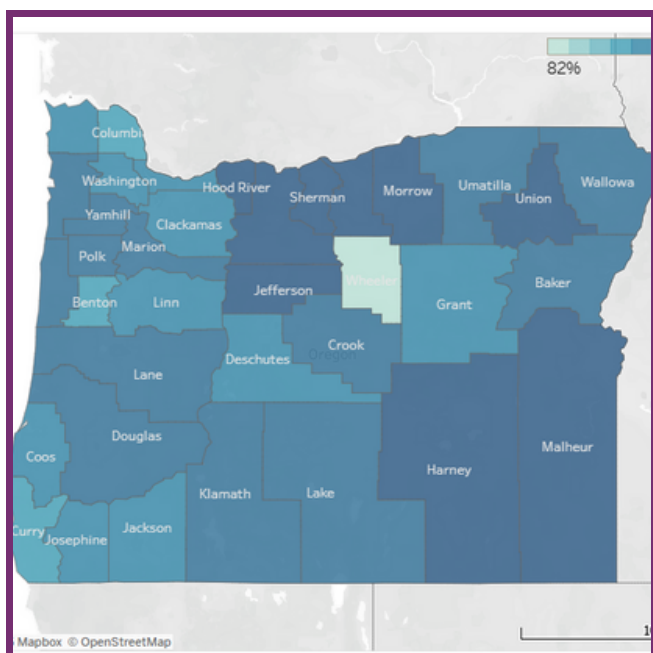 82%
Columbi
Washington
Hood River
Sherman
Morrow
Umatilla
Wallowa
Union
Yamhill
Clackamas
Marion
Polk
Wheeler
Baker
Jefferson
Benton
Linn
Grant
Crook
Oregon
Deschutes
Lane
Douglas
Malheur
Coos
Harney
Klamath
Lake
Jackson
Curry
Josephine
Mapbox © OpenStreetMap